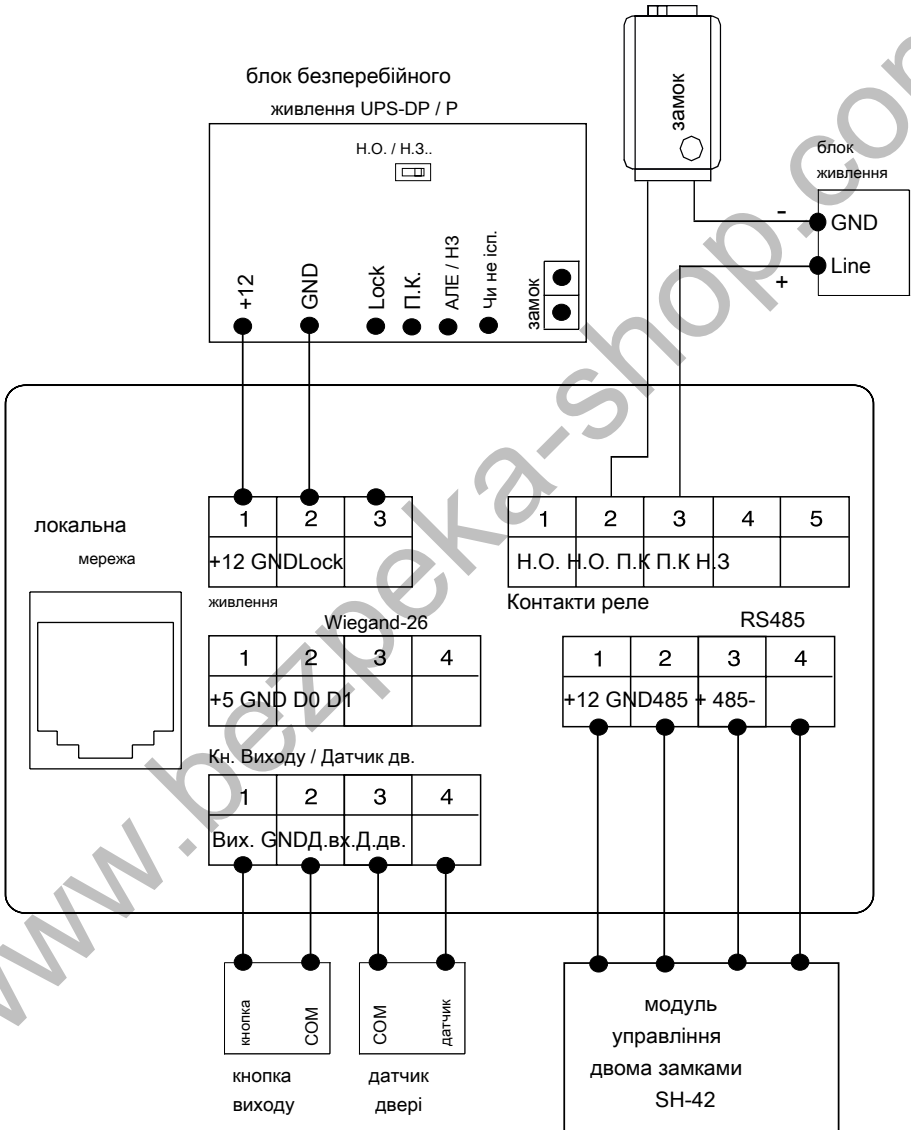 блок безперебійного
живлення UPS-DP / P
Н.О. / Н.З..
+12
GND
Lock
П.К.
АЛЕ / НЗ
Чи не ісп.
замок
замок
блок
живлення
-
GND
Line
+
локальна
мережа
1 2 3
+12 GNDLock
живлення
1 2 3 4 5
Н.О. Н.О. П.К П.К Н.З
Контакти реле
Wiegand-26
1 2 3 4
+5 GND D0 D1
RS485
1 2 3 4
+12 GND485 + 485-
Кн. Виходу / Датчик дв.
1 2 3 4
Вих. GNDД.вх.Д.дв.
кнопка
COM
COM
датчик
кнопка
виходу
датчик
двері
модуль
управління
двома замками
SH-42
www.bezpeka-shop.com